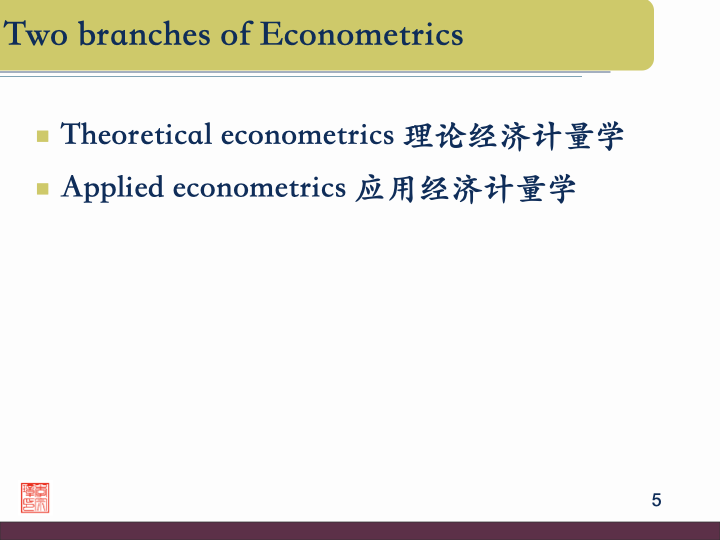 Two branches of Econometrics
Theoretical econometrics 理论经济计量学
Applied econometrics 应用经济计量学
5